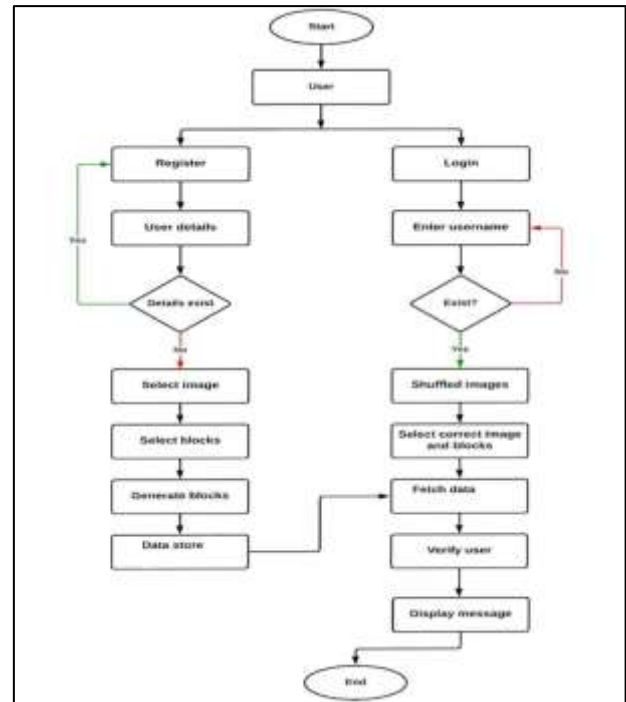 Start
User
Register
User details
Yes
Details exist
No
Select image
Select blocks
Generate blocks
Data store
Login
Enter username
No
Exist?
Yes
Shuffled images
Select correct image
and blocks
Fetch data
Verify user
Display message
End